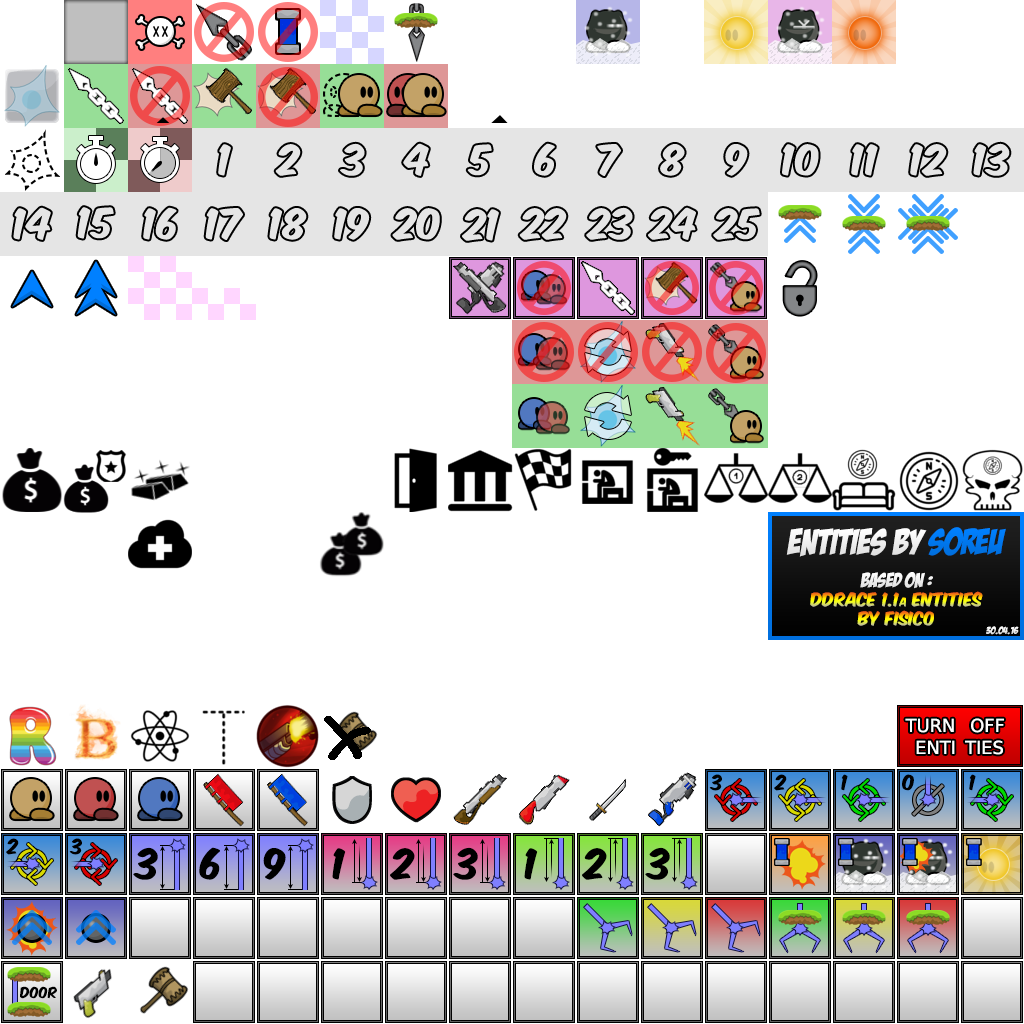 1 2 3 4 5 6 7 8 9 10 11 12 13
14 15 16 17 18 19 20 21 22 23 24 25
$ $
1 2 N S N S N
$ $
ENTITIES BY SOREU
BASED ON :
DDRACE 1.1A ENTITIES
BY FISICO
30.04.16
R B T
TURN OFF
ENTI TIES
3 2 1 0 1
2 3 3 6 9 1 2 3 1 2 3
DOOR